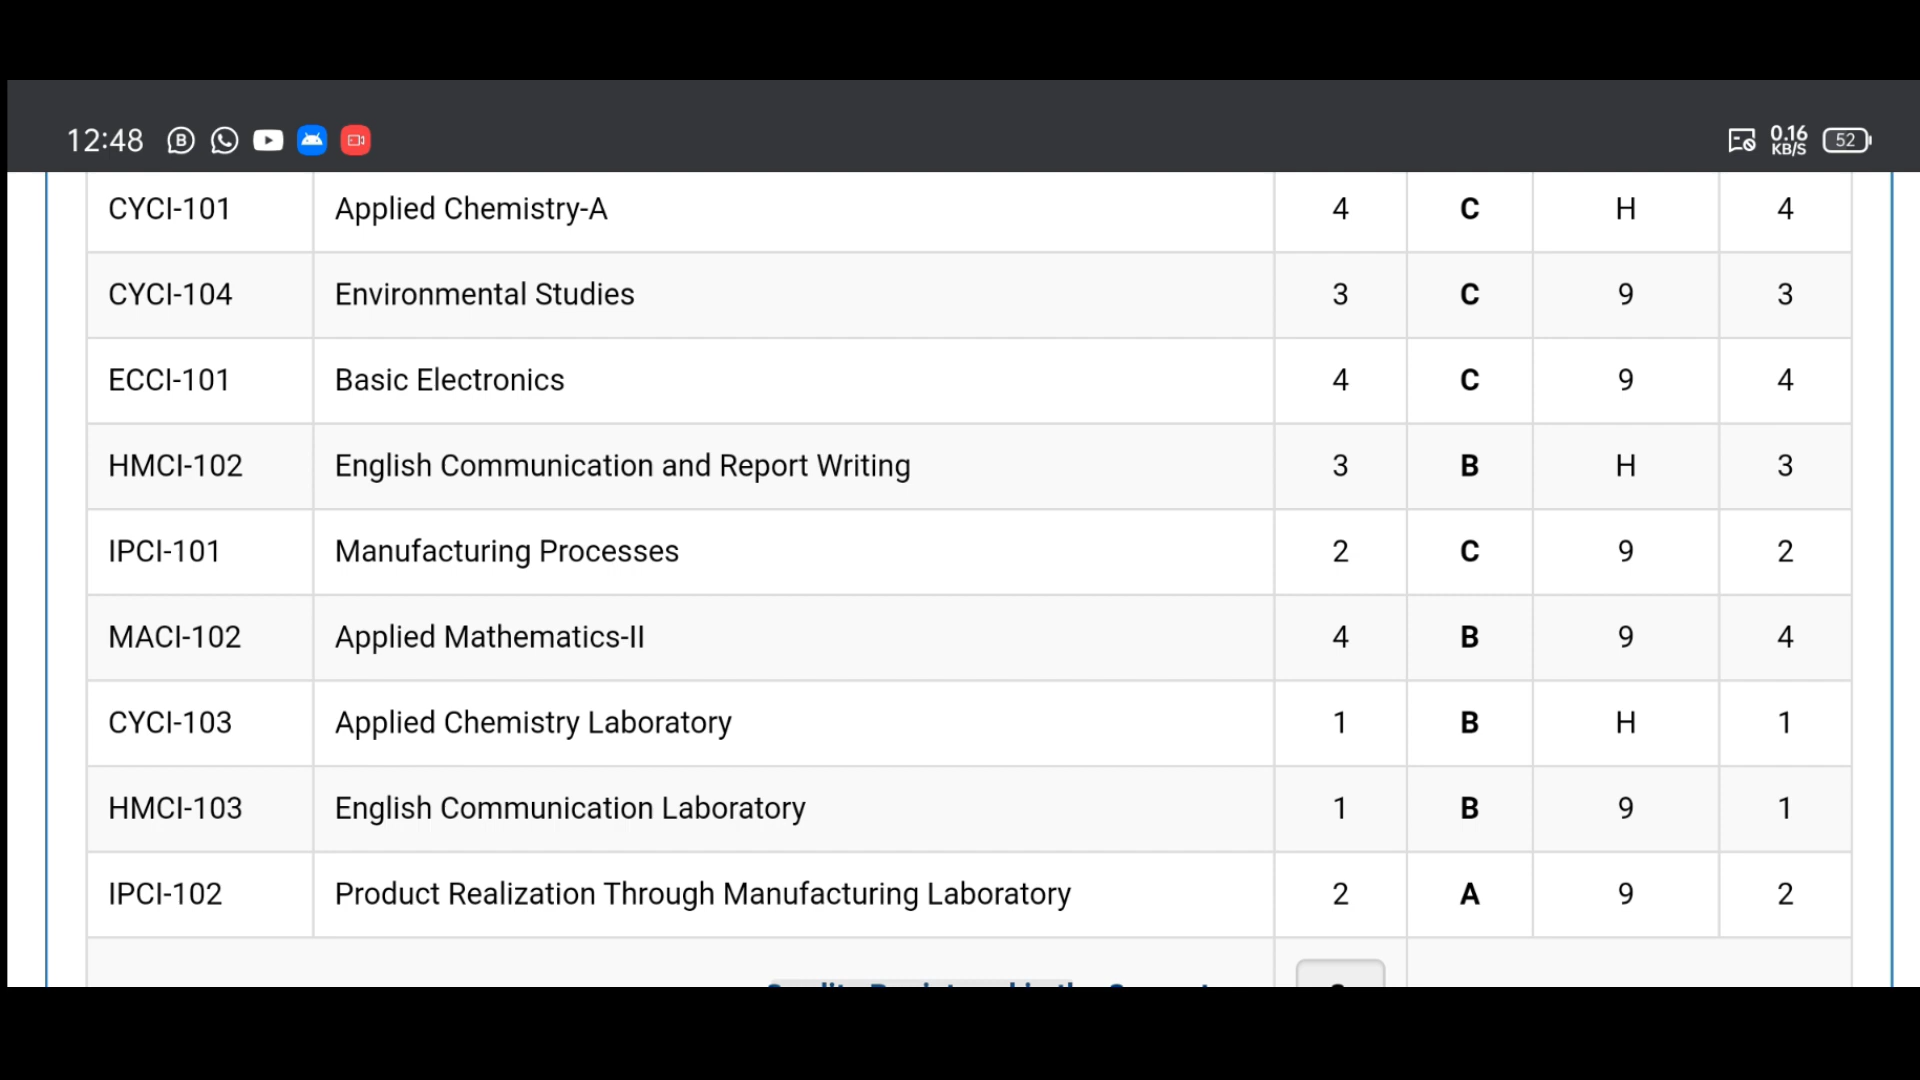 12:48 0.16 KB/S 52
CYCI-101 Applied Chemistry-A 4 C H 4
CYCI-104 Environmental Studies 3 C 9 3
ECCI-101 Basic Electronics 4 C 9 4
HMCI-102 English Communication and Report Writing 3 B H 3
IPCI-101 Manufacturing Processes 2 C 9 2
MACI-102 Applied Mathematics-II 4 B 9 4
CYCI-103 Applied Chemistry Laboratory 1 B H 1
HMCI-103 English Communication Laboratory 1 B 9 1
IPCI-102 Product Realization Through Manufacturing Laboratory 2 A 9 2